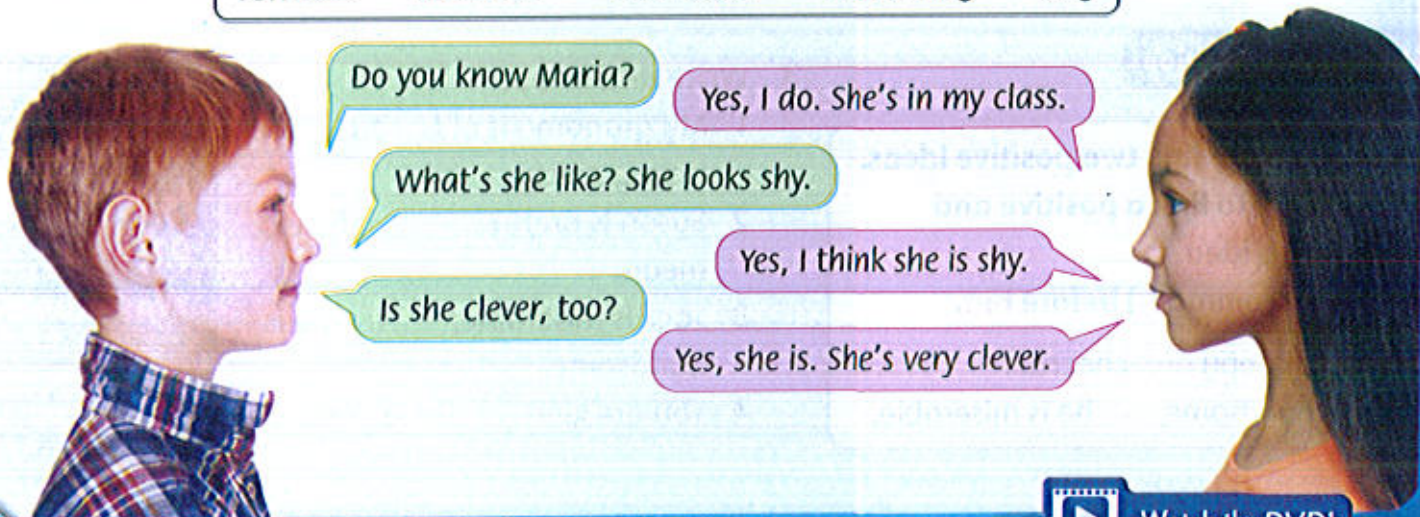 Do you know Maria?
Yes, I do. She's in my class.
What's she like? She looks shy.
Yes, I think she is shy.
Is she clever, too?
Yes, she is. She's very clever.
Watch the DVD!